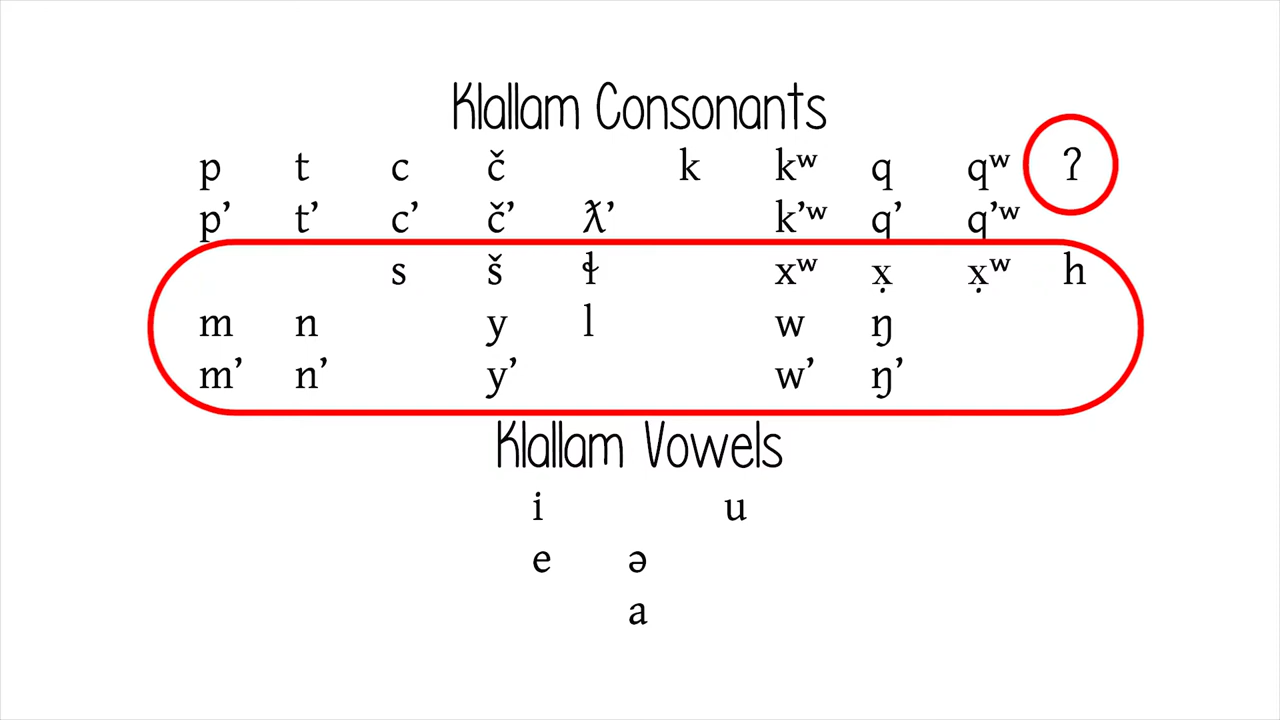 Klallam Consonants
p t c č k kʷ q qʷ ʔ
p’ t’ c’ č’ ƛ’ k’ʷ q’ q’ʷ
s š ɬ xʷ x̣ x̣ʷ h
m n y l w ŋ
m’ n’ y’ w’ ŋ’
Klallam Vowels
i u
e ə
a